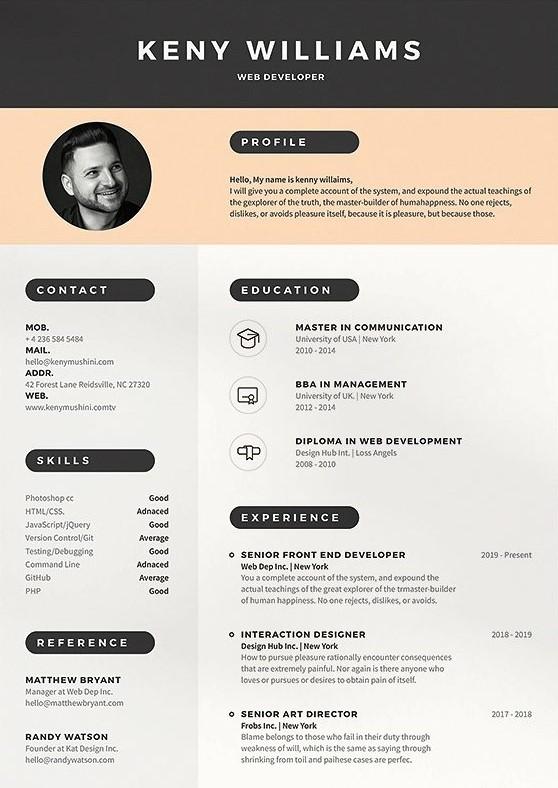 KENY WILLIAMS
WEB DEVELOPER
PROFILE
Hello, My name is kenny willaims,
I will give you a complete account of the system, and expound the actual teachings of
the gexplorer of the truth, the master-builder of humahappness. No one rejects,
dislikes, or avoids pleasure itself, because it is pleasure, but because those.
CONTACT
MOB.
+ 4 236 584 5484
MAIL.
hello@kenymushini.com
ADDR.
42 Forest Lane Reidsville, NC 27320
WEB.
www.kenymushini.comtv
SKILLS
Photoshop cc Good
HTML/CSS. Adnaced
JavaScript/jQuery Good
Version Control/Git Average
Testing/Debugging Good
Command Line Adnaced
GitHub Average
PHP Good
REFERENCE
MATTHEW BRYANT
Manager at Web Dep Inc.
hello@matthewbryant.com
RANDY WATSON
Founder at Kat Design Inc.
hello@randywatson.com
EDUCATION
MASTER IN COMMUNICATION
University of USA | New York
2010 - 2014
BBA IN MANAGEMENT
University of UK. | New York
2012 - 2014
DIPLOMA IN WEB DEVELOPMENT
Design Hub Int. | Loss Angels
2008 - 2010
EXPERIENCE
SENIOR FRONT END DEVELOPER 2019 - Present
Web Dep Inc. | New York
You a complete account of the system, and expound the
actual teachings of the great explorer of the trmaster-builder
of human happiness. No one rejects, dislikes, or avoids.
INTERACTION DESIGNER 2018 - 2019
Design Hub Inc. | New York
How to pursue pleasure rationally encounter consequences
that are extremely painful. Nor again is there anyone who
loves or pursues or desires to obtain pain of itself.
SENIOR ART DIRECTOR 2017 - 2018
Frobs Inc. | New York
Blame belongs to those who fail in their duty through
weakness of will, which is the same as saying through
shrinking from toil and paihese cases are perfec.